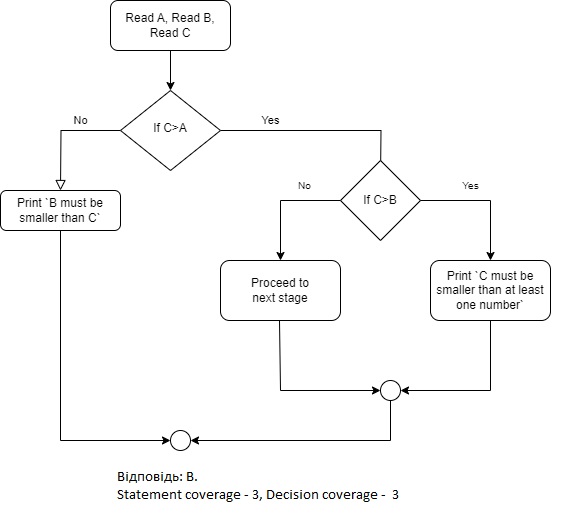 Read A, Read B,
Read C
If C>A
No
Yes
Print `B must be
smaller than C`
If C>B
No
Yes
Proceed to
next stage
Print `C must be
smaller than at least
one number`
Відповідь: B.
Statement coverage - 3, Decision coverage -  3